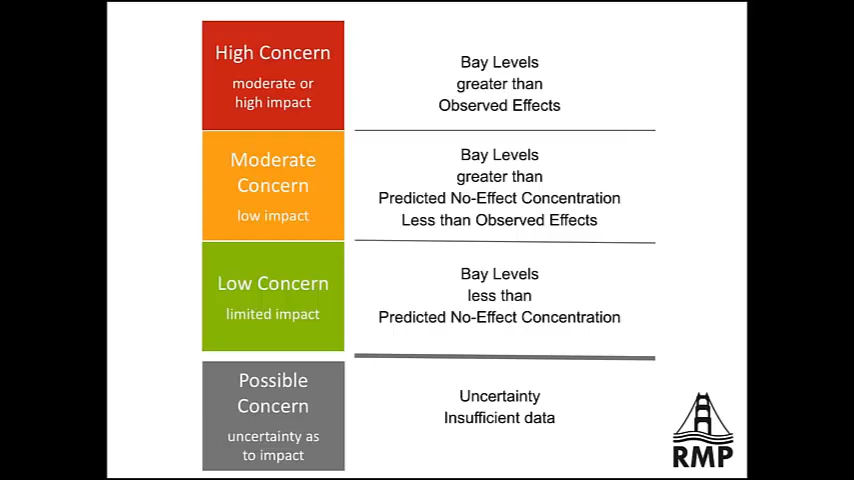 High Concern
moderate or
high impact
Bay Levels
greater than
Observed Effects
Moderate
Concern
low impact
Bay Levels
greater than
Predicted No-Effect Concentration
Less than Observed Effects
Low Concern
limited impact
Bay Levels
less than
Predicted No-Effect Concentration
Possible
Concern
uncertainty as
to impact
Uncertainty
Insufficient data
RMP